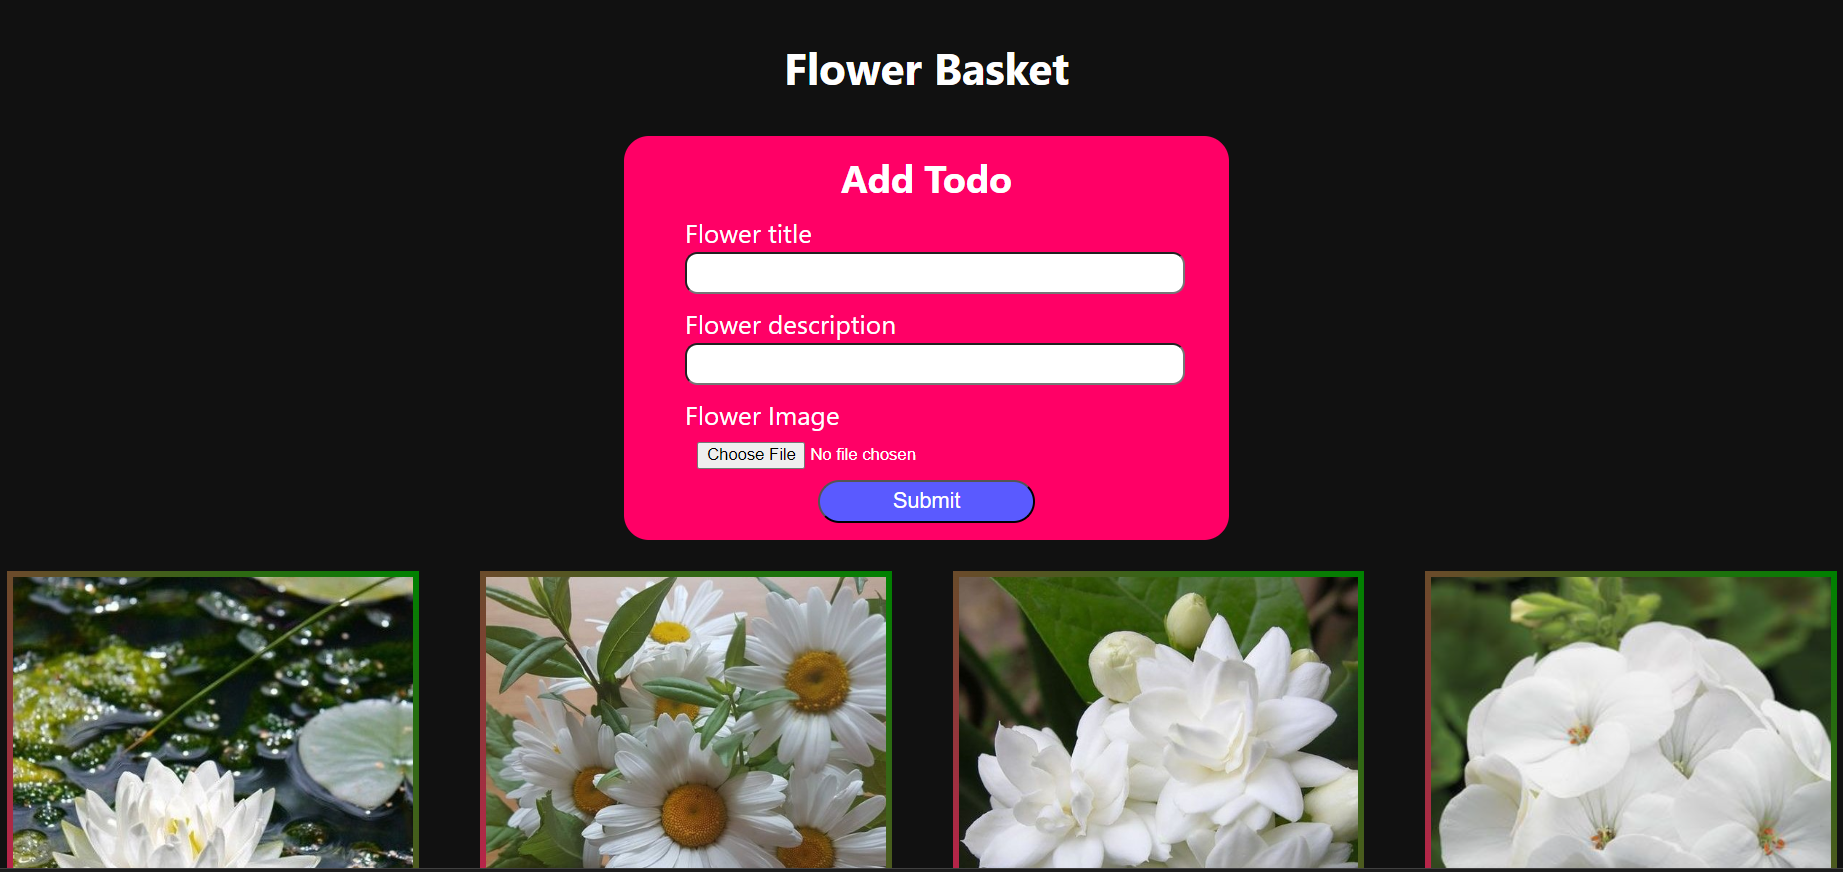 Flower Basket
Add Todo
Flower title
Flower description
Flower Image
Choose File No file chosen
Submit